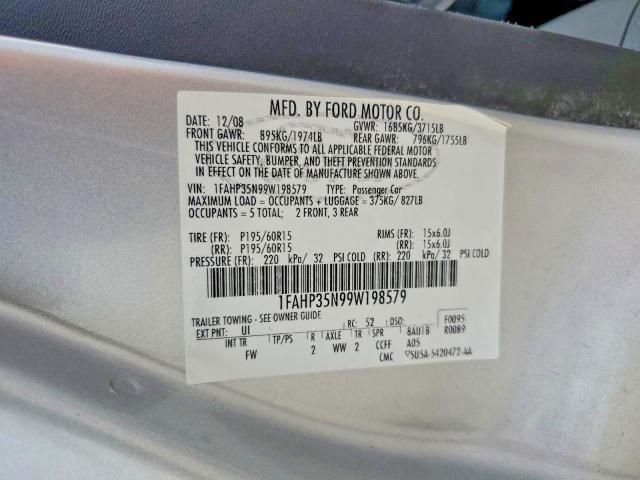 MFD. BY FORD MOTOR CO.
DATE: 12/08 GVWR: 1685KG/3715LB
FRONT GAWR: 895KG/1974LB REAR GAWR: 796KG/1755LB
THIS VEHICLE CONFORMS TO ALL APPLICABLE FEDERAL MOTOR
VEHICLE SAFETY, BUMPER, AND THEFT PREVENTION STANDARDS
IN EFFECT ON THE DATE OF MANUFACTURE SHOWN ABOVE.
VIN: 1FAHP35N99W198579 TYPE: Passenger Car
MAXIMUM LOAD = OCCUPANTS + LUGGAGE = 375KG/ 827LB
OCCUPANTS = 5 TOTAL; 2 FRONT, 3 REAR
TIRE (FR): P195/60R15 RIMS (FR): 15x6.0J
(RR): P195/60R15 (RR): 15x6.0J
PRESSURE (FR): 220 kPa/ 32 PSI COLD (RR): 220 kPa/ 32 PSI COLD
1FAHP35N99W198579
TRAILER TOWING - SEE OWNER GUIDE
EXT PNT: UI RC: 52 DSO: F0095
INT TR TP/PS R AXLE TR SPR 8AU1B R0089
FW 2 WW 2 CCFF A05
CMC 5U5A-5420472-AA